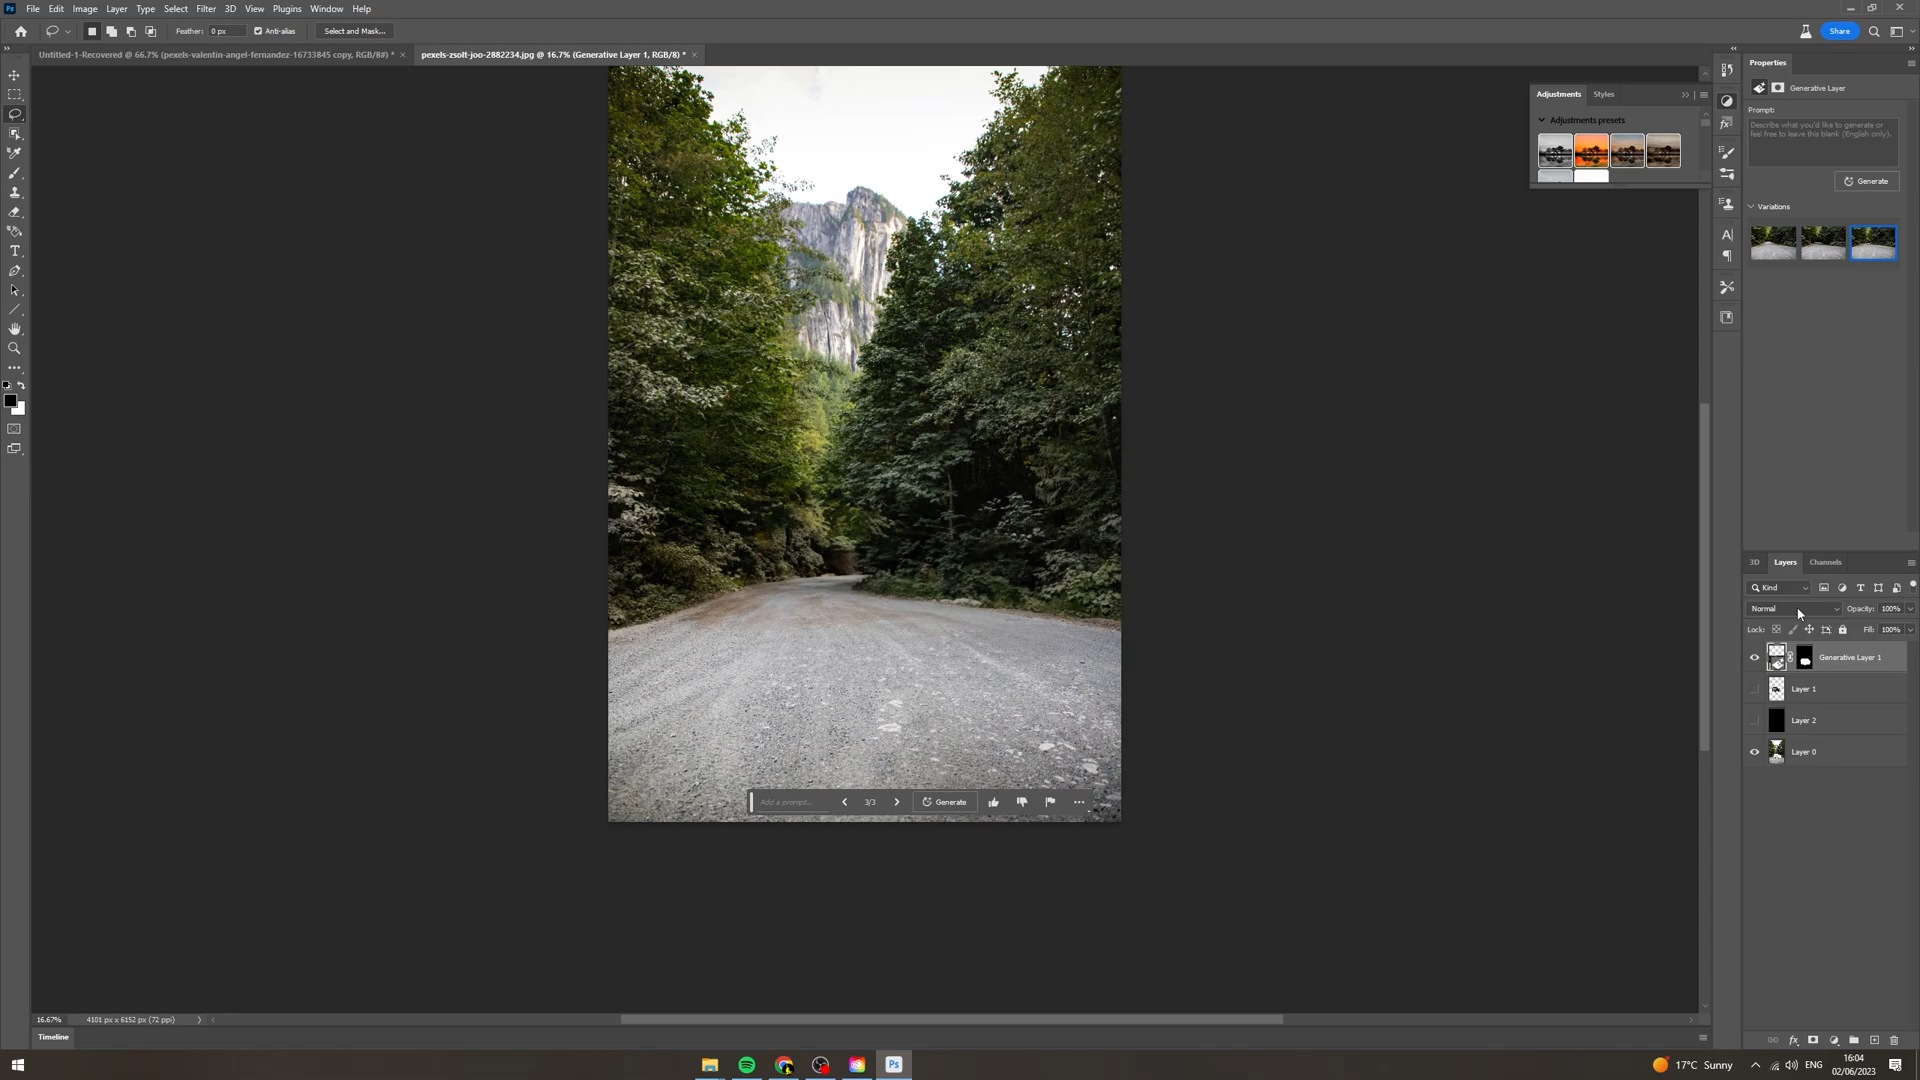 Ps File Edit Image Layer Type Select Filter 3D View Plugins Window Help
Feather: 0 px Anti-alias Select and Mask... Share
Untitled-1-Recovered @ 66.7% (pexels-valentin-angel-fernandez-16733845 copy, RGB/8#) * × pexels-zsolt-joo-2882234.jpg @ 16.7% (Generative Layer 1, RGB/8) * ×
Properties
Generative Layer
Prompt:
Describe what you'd like to generate or
feel free to leave this blank (English only).
Generate
Variations
Adjustments Styles
Adjustments presets
3D Layers Channels
Kind
Normal Opacity: 100%
Lock: Fill: 100%
Generative Layer 1
Layer 1
Layer 2
Layer 0
Add a prompt... 3/3 Generate
16.67% 4101 px x 6152 px (72 ppi)
Timeline
Ps 17°C Sunny ENG
16:04
02/06/2023